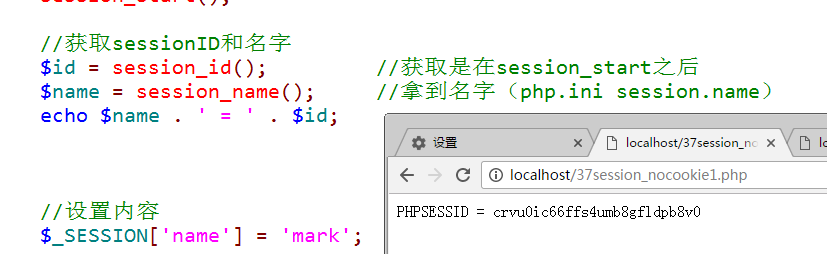 session_start();
//获取sessionID和名字
$id = session_id(); //获取是在session_start之后
$name = session_name(); //拿到名字（php.ini session.name）
echo $name . ' = ' . $id;
设置
localhost/37session_no
lo
localhost/37session_nocookie1.php
PHPSESSID = crvu0ic66ffs4umb8gfldpb8v0
//设置内容
$_SESSION['name'] = 'mark';